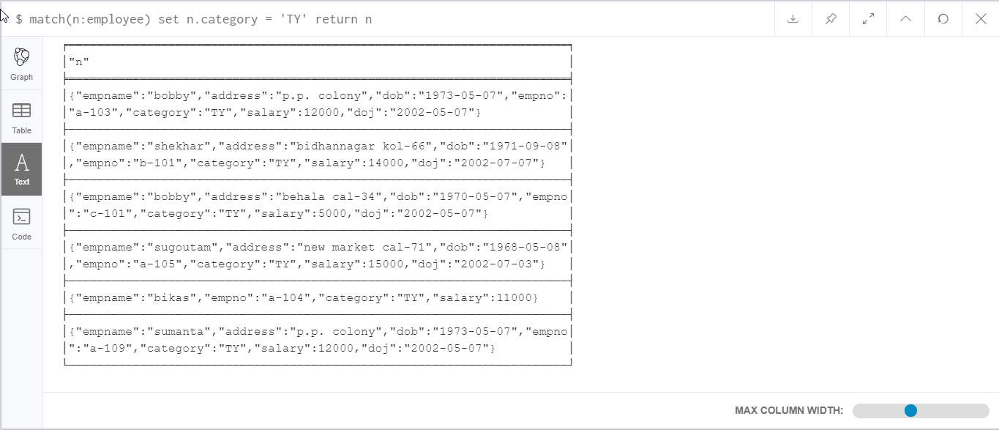 $ match(n:employee) set n.category = 'TY' return n
Graph
Table
A
Text
Code
"n"
{"empname":"bobby","address":"p.p. colony","dob":"1973-05-07","empno":
"a-103","category":"TY","salary":12000,"doj":"2002-05-07"}
{"empname":"shekhar","address":"bidhannagar kol-66","dob":"1971-09-08"
,"empno":"b-101","category":"TY","salary":14000,"doj":"2002-07-07"}
{"empname":"bobby","address":"behala cal-34","dob":"1970-05-07","empno
":"c-101","category":"TY","salary":5000,"doj":"2002-05-07"}
{"empname":"sugoutam","address":"new market cal-71","dob":"1968-05-08"
,"empno":"a-105","category":"TY","salary":15000,"doj":"2002-07-03"}
{"empname":"bikas","empno":"a-104","category":"TY","salary":11000}
{"empname":"sumanta","address":"p.p. colony","dob":"1973-05-07","empno
":"a-109","category":"TY","salary":12000,"doj":"2002-05-07"}
MAX COLUMN WIDTH: